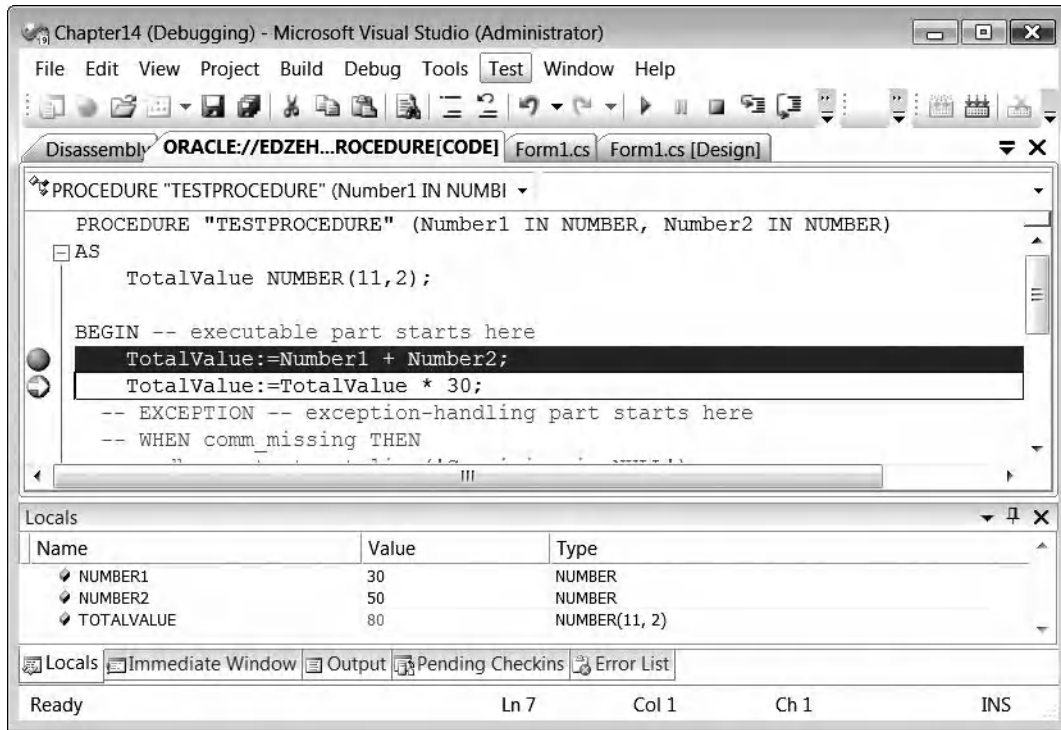 Chapter14 (Debugging) - Microsoft Visual Studio (Administrator)
File Edit View Project Build Debug Tools Test Window Help
Disassembly ORACLE://EDZEH...ROCEDURE[CODE] Form1.cs Form1.cs [Design]
PROCEDURE "TESTPROCEDURE" (Number1 IN NUMBI
PROCEDURE "TESTPROCEDURE" (Number1 IN NUMBER, Number2 IN NUMBER)
AS
TotalValue NUMBER(11,2);
BEGIN -- executable part starts here
TotalValue:=Number1 + Number2;
TotalValue:=TotalValue * 30;
-- EXCEPTION -- exception-handling part starts here
-- WHEN comm_missing THEN
Locals
Name Value Type
NUMBER1 30 NUMBER
NUMBER2 50 NUMBER
TOTALVALUE 80 NUMBER(11, 2)
Locals Immediate Window Output Pending Checkins Error List
Ready Ln 7 Col 1 Ch 1 INS